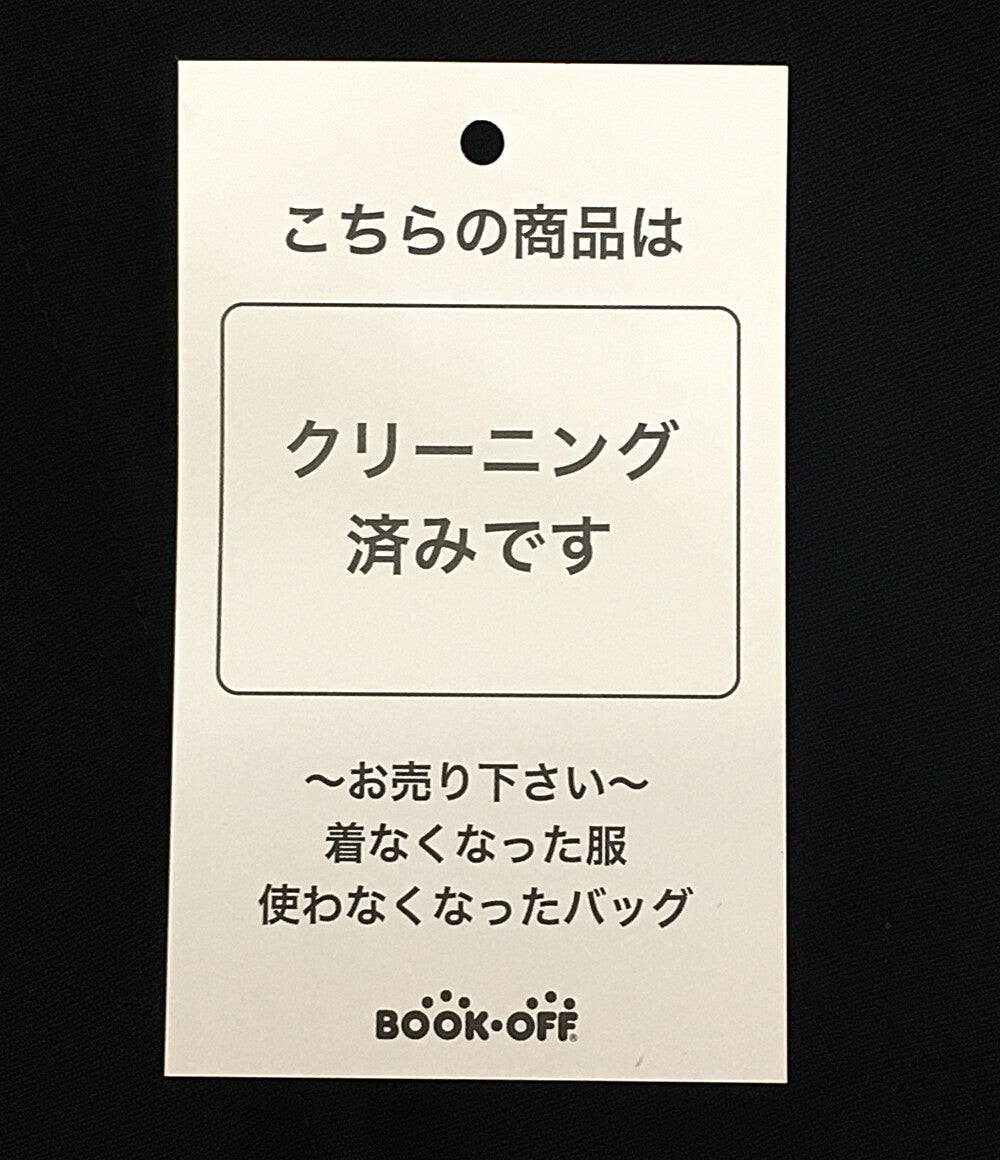 こちらの商品は
クリーニング
済みです
～お売り下さい～
着なくなった服
使わなくなったバッグ
BOOK・OFF®